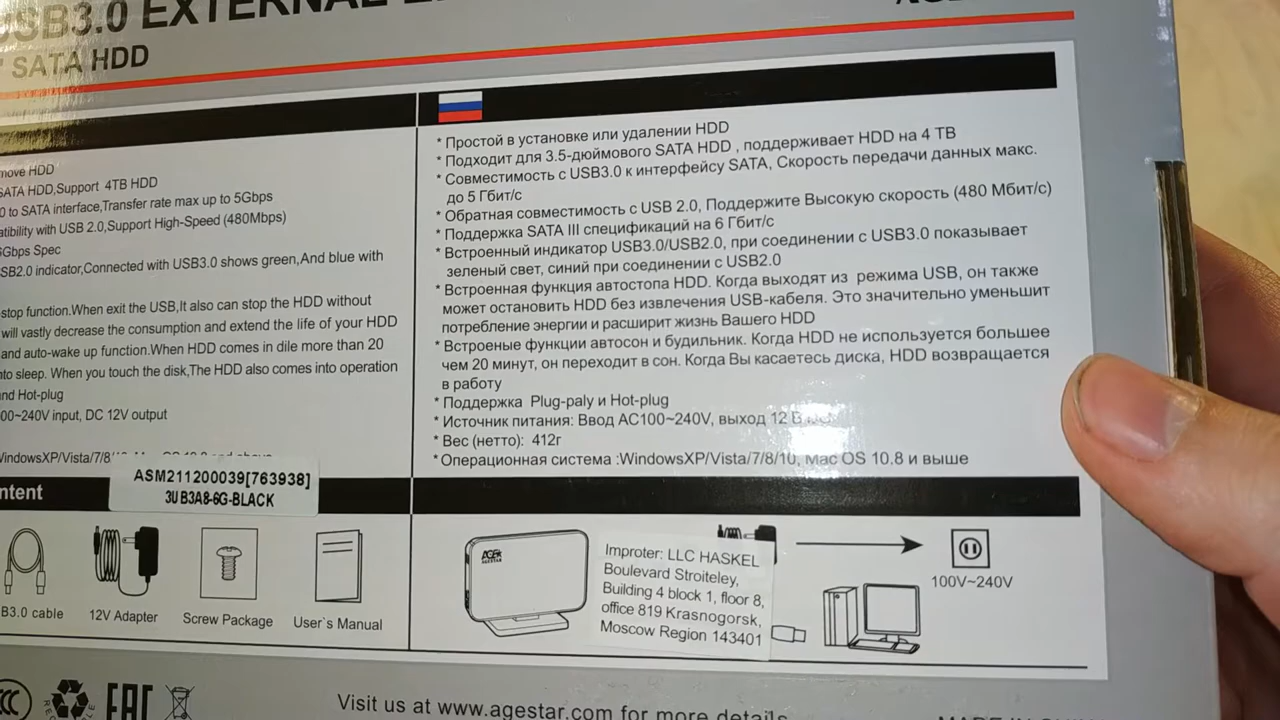 USB3.0 EXTERNAL
SATA HDD
move HDD
SATA HDD,Support 4TB HDD
0 to SATA interface,Transfer rate max up to 5Gbps
atibility with USB 2.0,Support High-Speed (480Mbps)
6Gbps Spec
SB2.0 indicator,Connected with USB3.0 shows green,And blue with
-stop function.When exit the USB,It also can stop the HDD without
will vastly decrease the consumption and extend the life of your HDD
and auto-wake up function.When HDD comes in dile more than 20
nto sleep. When you touch the disk,The HDD also comes into operation
nd Hot-plug
00~240V input, DC 12V output
WindowsXP/Vista/7/8/
* Простой в установке или удалении HDD
* Подходит для 3.5-дюймового SATA HDD , поддерживает HDD на 4 TB
* Совместимость с USB3.0 к интерфейсу SATA, Скорость передачи данных макс.
до 5 Гбит/с
* Обратная совместимость с USB 2.0, Поддержите Высокую скорость (480 Мбит/с)
* Поддержка SATA III спецификаций на 6 Гбит/с
* Встроенный индикатор USB3.0/USB2.0, при соединении с USB3.0 показывает
зеленый свет, синий при соединении с USB2.0
* Встроенная функция автостопа HDD. Когда выходят из режима USB, он также
может остановить HDD без извлечения USB-кабеля. Это значительно уменьшит
потребление энергии и расширит жизнь Вашего HDD
* Встроеные функции автосон и будильник. Когда HDD не используется большее
чем 20 минут, он переходит в сон. Когда Вы касаетесь диска, HDD возвращается
в работу
* Поддержка Plug-paly и Hot-plug
* Источник питания: Ввод AC100~240V, выход 12 В
* Вес (нетто): 412г
* Операционная система :WindowsXP/Vista/7/8/10, Mac OS 10.8 и выше
ASM211200039[763938]
3UB3A8-6G-BLACK
ntent
B3.0 cable
12V Adapter
Screw Package
User`s Manual
AGE★
AGESTAR
Improter: LLC HASKEL
Boulevard Stroiteley,
Building 4 block 1, floor 8,
office 819 Krasnogorsk,
Moscow Region 143401
100V~240V
EAC
Visit us at www.agestar.com for more details
MADE IN